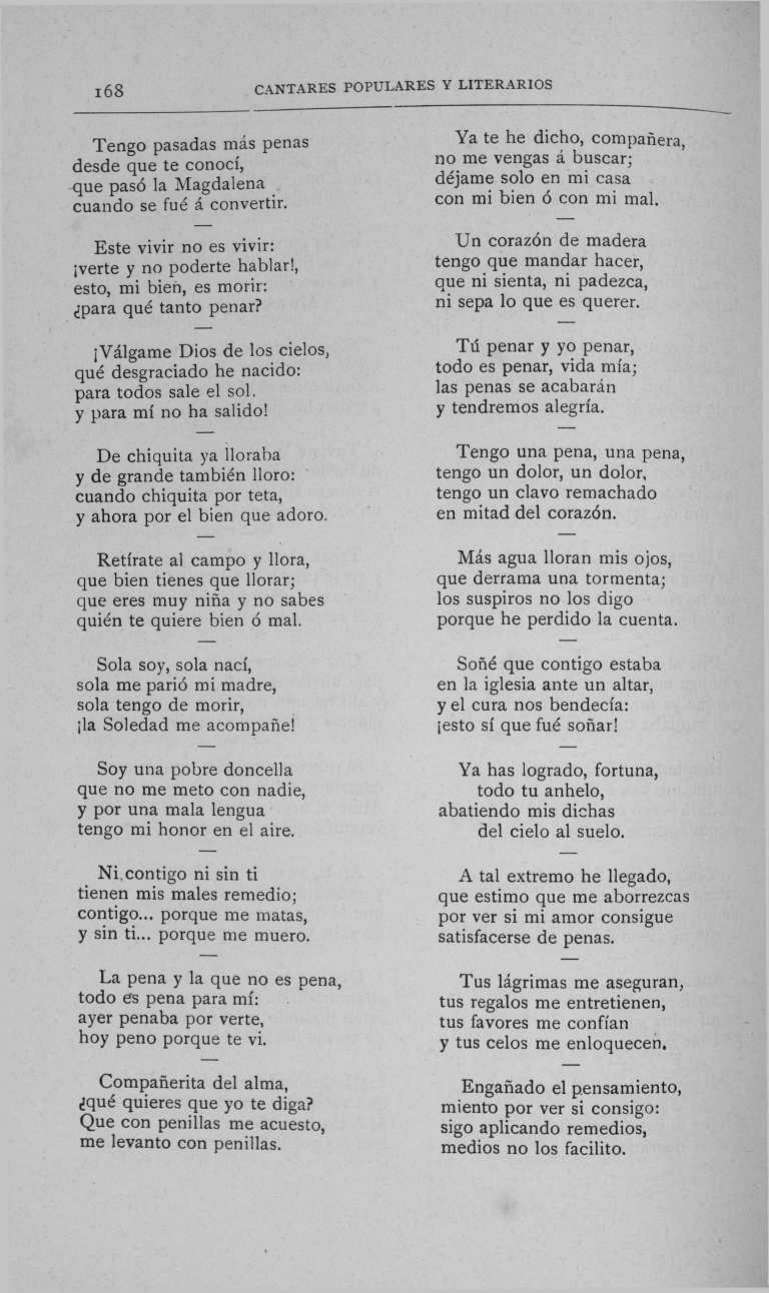 168 CANTARES POPULARES Y LITERARIOS
Tengo pasadas más penas
desde que te conocí,
que pasó la Magdalena
cuando se fué á convertir.
Este vivir no es vivir:
¡verte y no poderte hablar!,
esto, mi bien, es morir:
¿para qué tanto penar?
¡Válgame Dios de los cielos,
qué desgraciado he nacido:
para todos sale el sol.
y para mí no ha salido!
De chiquita ya lloraba
y de grande también lloro:
cuando chiquita por teta,
y ahora por el bien que adoro.
Retírate al campo y llora,
que bien tienes que llorar;
que eres muy niña y no sabes
quién te quiere bien ó mal.
Sola soy, sola nací,
sola me parió mi madre,
sola tengo de morir,
¡la Soledad me acompañe!
Soy una pobre doncella
que no me meto con nadie,
y por una mala lengua
tengo mi honor en el aire.
Ni contigo ni sin ti
tienen mis males remedio;
contigo... porque me matas,
y sin ti... porque me muero.
La pena y la que no es pena,
todo es pena para mí:
ayer penaba por verte,
hoy peno porque te vi.
Compañerita del alma,
¿qué quieres que yo te diga?
Que con penillas me acuesto,
me levanto con penillas.
Ya te he dicho, compañera,
no me vengas á buscar;
déjame solo en mi casa
con mi bien ó con mi mal.
Un corazón de madera
tengo que mandar hacer,
que ni sienta, ni padezca,
ni sepa lo que es querer.
Tú penar y yo penar,
todo es penar, vida mía;
las penas se acabarán
y tendremos alegría.
Tengo una pena, una pena,
tengo un dolor, un dolor,
tengo un clavo remachado
en mitad del corazón.
Más agua lloran mis ojos,
que derrama una tormenta;
los suspiros no los digo
porque he perdido la cuenta.
Soñé que contigo estaba
en la iglesia ante un altar,
y el cura nos bendecía:
¡esto sí que fué soñar!
Ya has logrado, fortuna,
todo tu anhelo,
abatiendo mis dichas
del cielo al suelo.
A tal extremo he llegado,
que estimo que me aborrezcas
por ver si mi amor consigue
satisfacerse de penas.
Tus lágrimas me aseguran,
tus regalos me entretienen,
tus favores me confían
y tus celos me enloquecen.
Engañado el pensamiento,
miento por ver si consigo:
sigo aplicando remedios,
medios no los facilito.